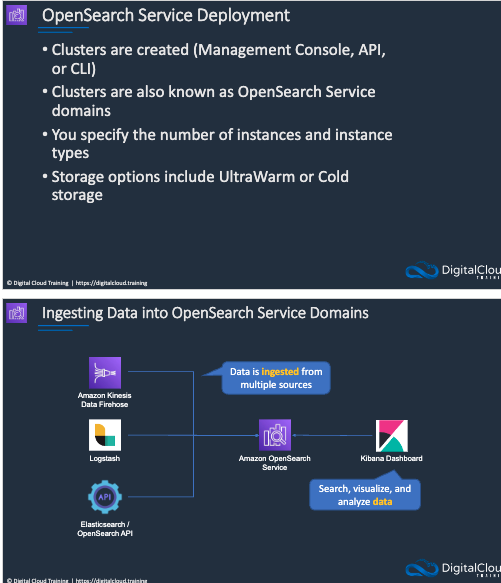 OpenSearch Service Deployment
• Clusters are created (Management Console, API,
or CLI)
• Clusters are also known as OpenSearch Service
domains
• You specify the number of instances and instance
types
• Storage options include UltraWarm or Cold
storage
DigitalClou
TRAINI
© Digital Cloud Training | https://digitalcloud.training
Ingesting Data into OpenSearch Service Domains
Data is ingested from
multiple sources
Amazon Kinesis
Data Firehose
Logstash
Amazon OpenSearch
Service
Kibana Dashboard
API
Search, visualize, and
analyze data
Elasticsearch /
OpenSearch API
DigitalClou
TRAINI
© Digital Cloud Training | https://digitalcloud.training